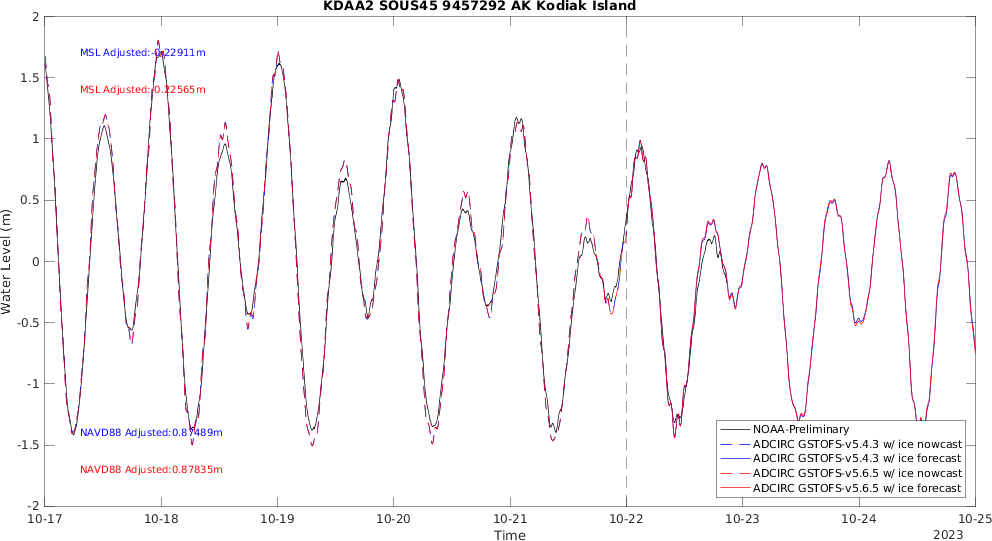 KDAA2 SOUS45 9457292 AK Kodiak Island
2
MSL Adjusted:-0.22911m
1.5
MSL Adjusted:-0.22565m
1
0.5
0
Water Level (m)
-0.5
-1
NAVD88 Adjusted:0.87489m
-1.5
NAVD88 Adjusted:0.87835m
-2
NOAA-Preliminary
ADCIRC GSTOFS-v5.4.3 w/ ice nowcast
ADCIRC GSTOFS-v5.4.3 w/ ice forecast
ADCIRC GSTOFS-v5.6.5 w/ ice nowcast
ADCIRC GSTOFS-v5.6.5 w/ ice forecast
10-17 10-18 10-19 10-20 10-21 10-22 10-23 10-24 10-25
Time
2023